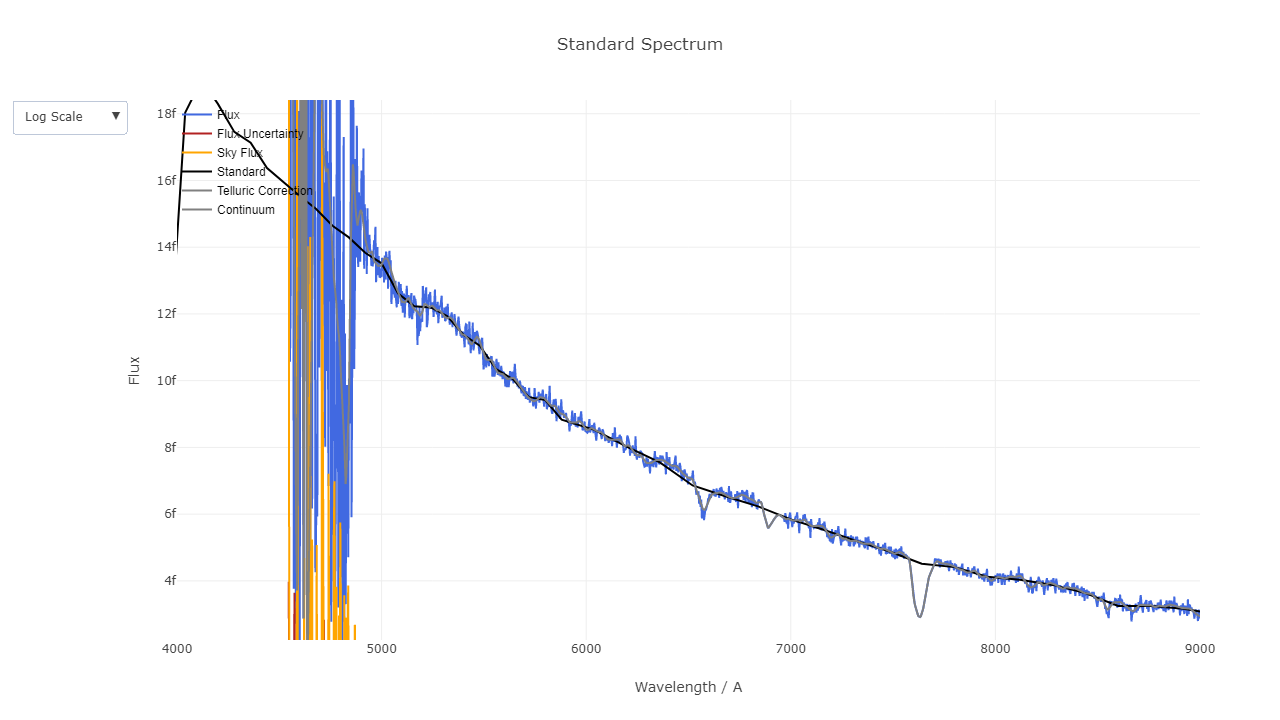 Standard Spectrum
Log Scale ▼
18f
16f
14f
12f
10f
8f
6f
4f
Flux
Flux
Flux Uncertainty
Sky Flux
Standard
Telluric Correction
Continuum
4000 5000 6000 7000 8000 9000
Wavelength / A